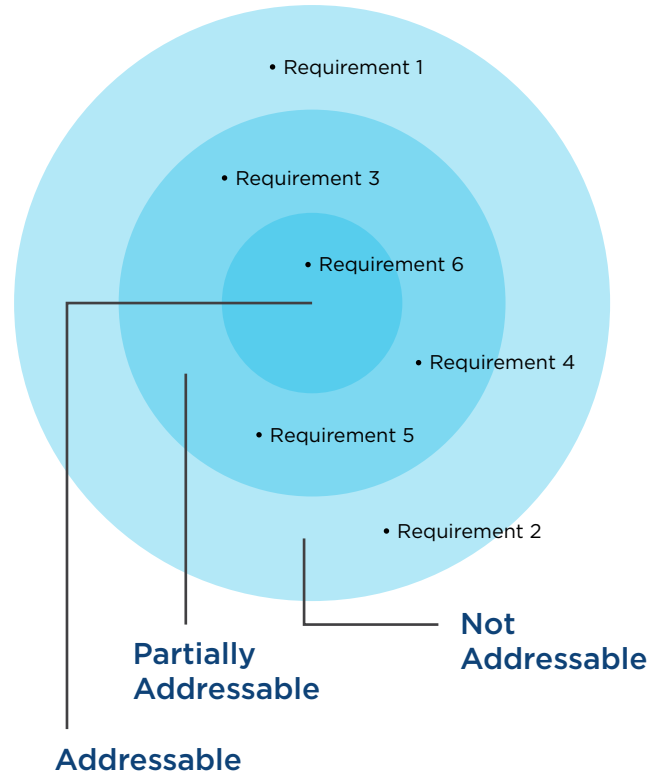 • Requirement 1
• Requirement 3
• Requirement 6
• Requirement 4
• Requirement 5
• Requirement 2
Not
Addressable
Partially
Addressable
Addressable